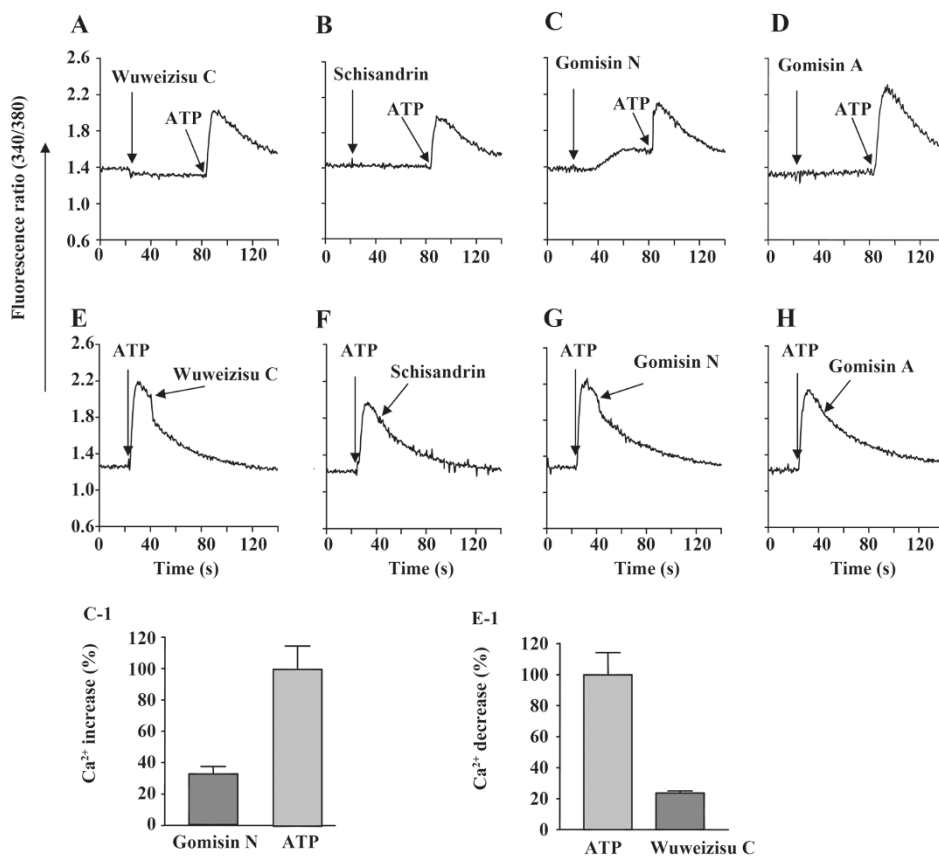 A
B
C
D
Fluorescence ratio (340/380)
2.6
2.2
1.8
1.4
1.0
0.6
Wuweizisu C
ATP
0 40 80 120
Schisandrin
ATP
0 40 80 120
Gomisin N
ATP
0 40 80 120
Gomisin A
ATP
0 40 80 120
E
F
G
H
2.6
2.2
1.8
1.4
1.0
0.6
ATP
Wuweizisu C
0 40 80 120
Time (s)
ATP
Schisandrin
0 40 80 120
Time (s)
ATP
Gomisin N
0 40 80 120
Time (s)
ATP
Gomisin A
0 40 80 120
Time (s)
C-1
Ca²⁺ increase (%)
120
100
80
60
40
20
0
Gomisin N ATP
E-1
Ca²⁺ decrease (%)
120
100
80
60
40
20
0
ATP Wuweizisu C